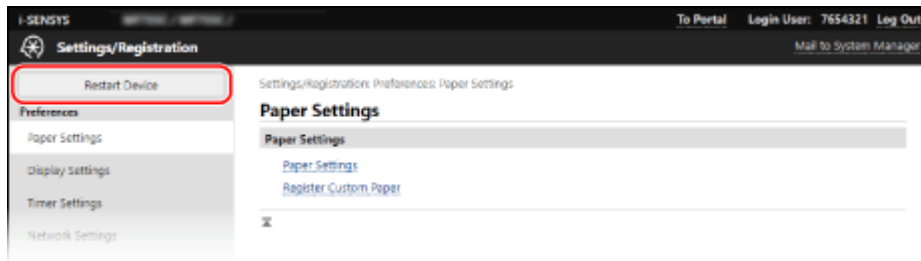 i-SENSYS To Portal Login User: 7654321 Log Out
Settings/Registration Mail to System Manager
Restart Device Settings/Registration: Preferences: Paper Settings
Preferences Paper Settings
Paper Settings Paper Settings
Display Settings Paper Settings
Register Custom Paper
Timer Settings
Network Settings